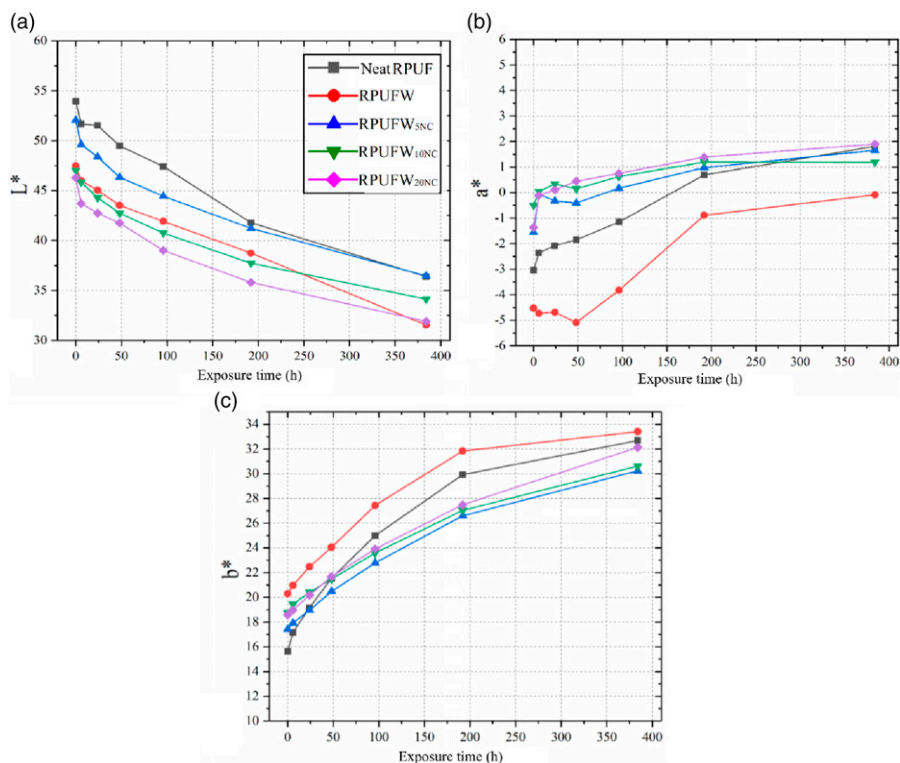 (a)
60
55
50
45
40
35
30
L*
0 50 100 150 200 250 300 350 400
Exposure time (h)
Neat RPUF
RPUFW
RPUFW5NC
RPUFW10NC
RPUFW20NC
(b)
6
5
4
3
2
1
0
-1
-2
-3
-4
-5
-6
a*
0 50 100 150 200 250 300 350 400
Exposure time (h)
(c)
34
32
30
28
26
24
22
20
18
16
14
12
10
b*
0 50 100 150 200 250 300 350 400
Exposure time (h)